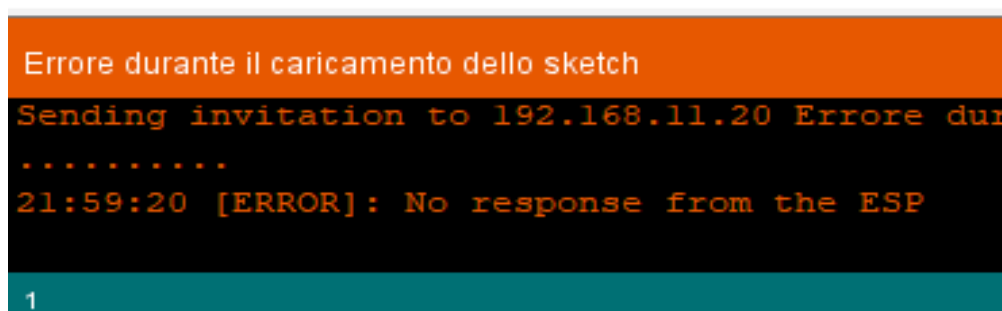 Errore durante il caricamento dello sketch
Sending invitation to 192.168.11.20 Errore dur
..........
21:59:20 [ERROR]: No response from the ESP
1